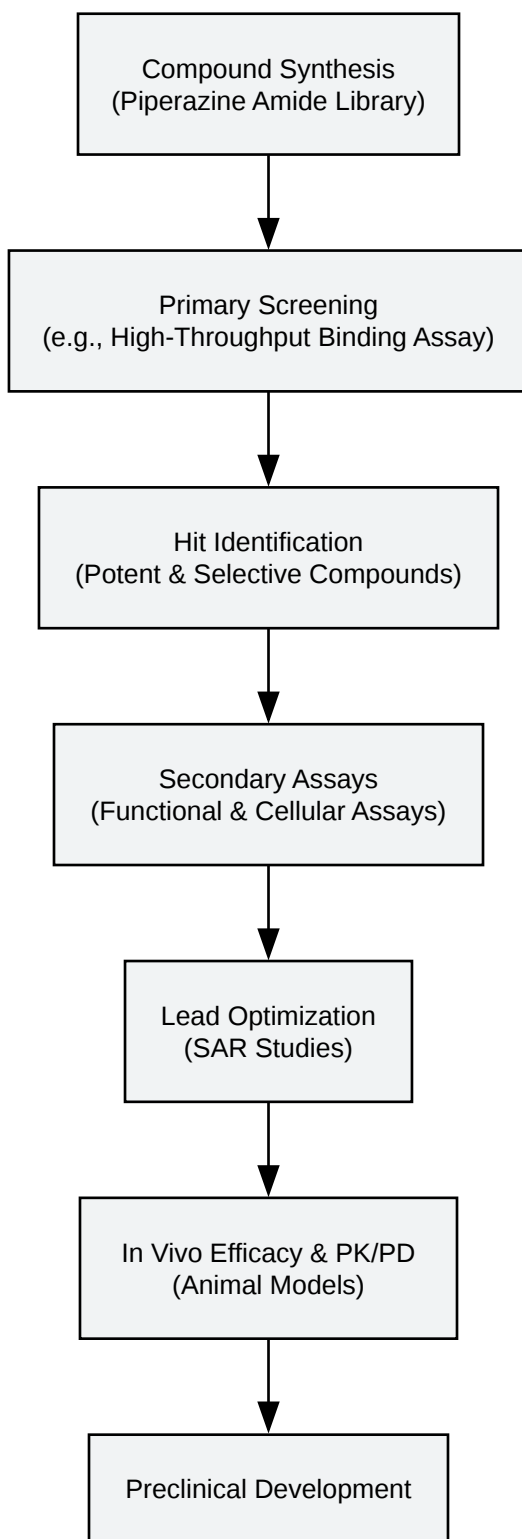 Compound Synthesis
(Piperazine Amide Library)
Primary Screening
(e.g., High-Throughput Binding Assay)
Hit Identification
(Potent & Selective Compounds)
Secondary Assays
(Functional & Cellular Assays)
Lead Optimization
(SAR Studies)
In Vivo Efficacy & PK/PD
(Animal Models)
Preclinical Development